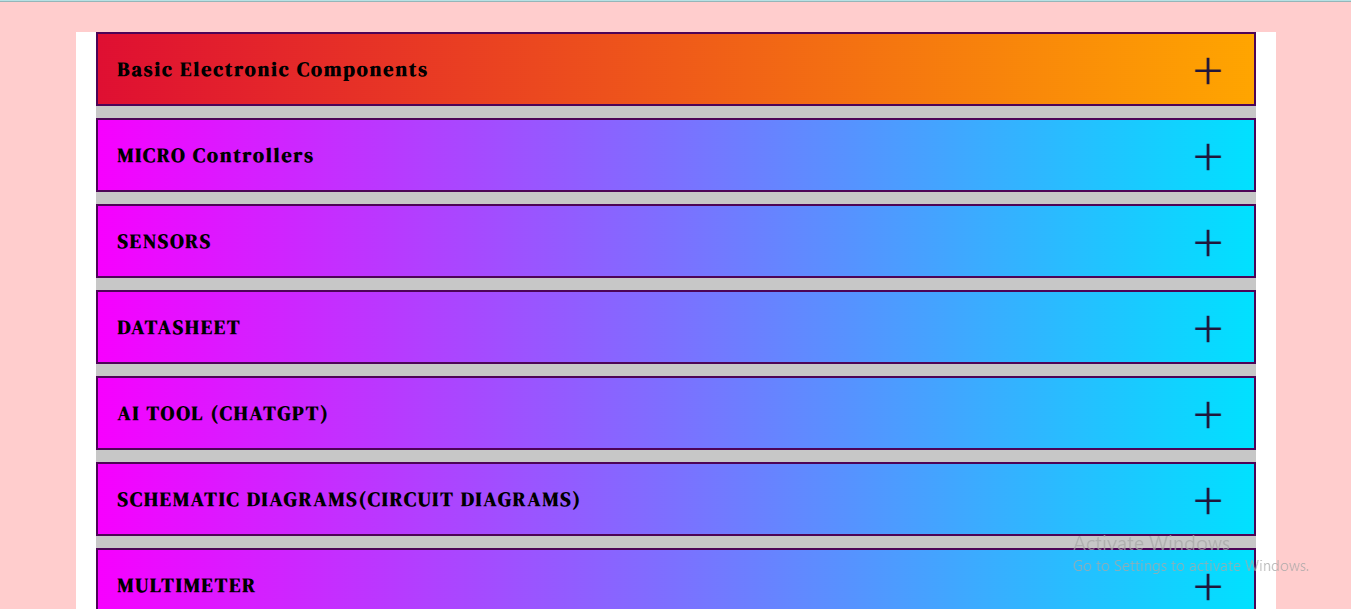 Basic Electronic Components
MICRO Controllers
SENSORS
DATASHEET
AI TOOL (CHATGPT)
SCHEMATIC DIAGRAMS(CIRCUIT DIAGRAMS)
Activate Windows
Go to Settings to activate Windows.
MULTIMETER